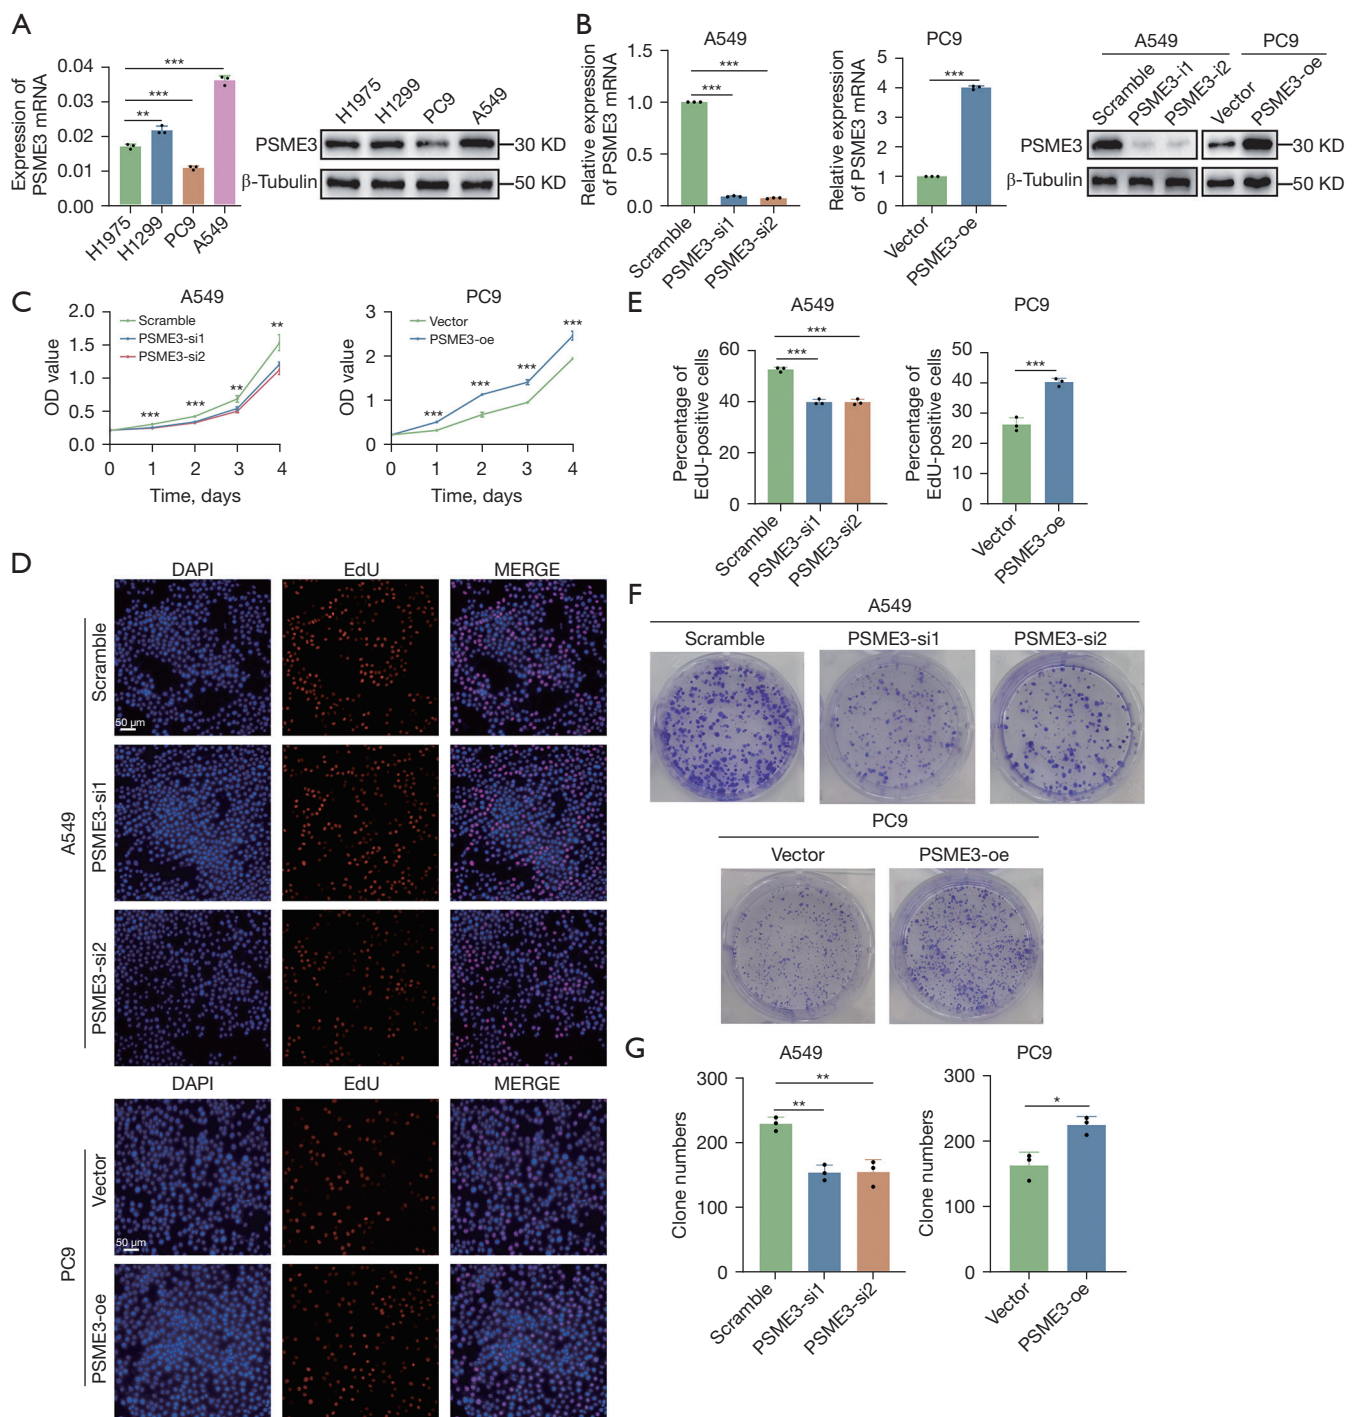 A
Expression of
PSME3 mRNA
0.04
0.03
0.02
0.01
0.00
***
***
**
H1975
H1299
PC9
A549
H1975
H1299
PC9
A549
PSME3
30 KD
β-Tubulin
50 KD
B
A549
Relative expression
of PSME3 mRNA
1.5
1.0
0.5
0.0
***
***
Scramble
PSME3-si1
PSME3-si2
PC9
Relative expression
of PSME3 mRNA
5
4
3
2
1
0
***
Vector
PSME3-oe
A549
PC9
Scramble
PSME3-i1
PSME3-i2
Vector
PSME3-oe
PSME3
30 KD
β-Tubulin
50 KD
C
A549
OD value
2.0
1.5
1.0
0.5
0.0
Scramble
PSME3-si1
PSME3-si2
***
***
**
**
0 1 2 3 4
Time, days
PC9
OD value
3
2
1
0
Vector
PSME3-oe
***
***
***
***
0 1 2 3 4
Time, days
E
A549
Percentage of
EdU-positive cells
60
40
20
0
***
***
Scramble
PSME3-si1
PSME3-si2
PC9
Percentage of
EdU-positive cells
50
40
30
20
10
0
***
Vector
PSME3-oe
D
DAPI EdU MERGE
A549
Scramble
50 µm
PSME3-si1
PSME3-si2
DAPI EdU MERGE
PC9
Vector
50 µm
PSME3-oe
F
A549
Scramble PSME3-si1 PSME3-si2
PC9
Vector PSME3-oe
G
A549
Clone numbers
300
200
100
0
**
**
Scramble
PSME3-si1
PSME3-si2
PC9
Clone numbers
300
200
100
0
*
Vector
PSME3-oe